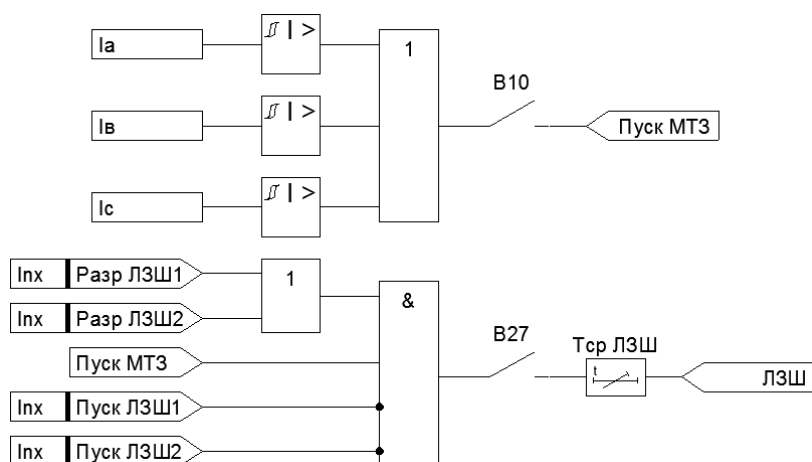 Ia
I >
1
B10
Iв
I >
Пуск МТЗ
Ic
I >
Inx Разр ЛЗШ1
1
Inx Разр ЛЗШ2
&
B27
Tср ЛЗШ
Пуск МТЗ
t
ЛЗШ
Inx Пуск ЛЗШ1
Inx Пуск ЛЗШ2